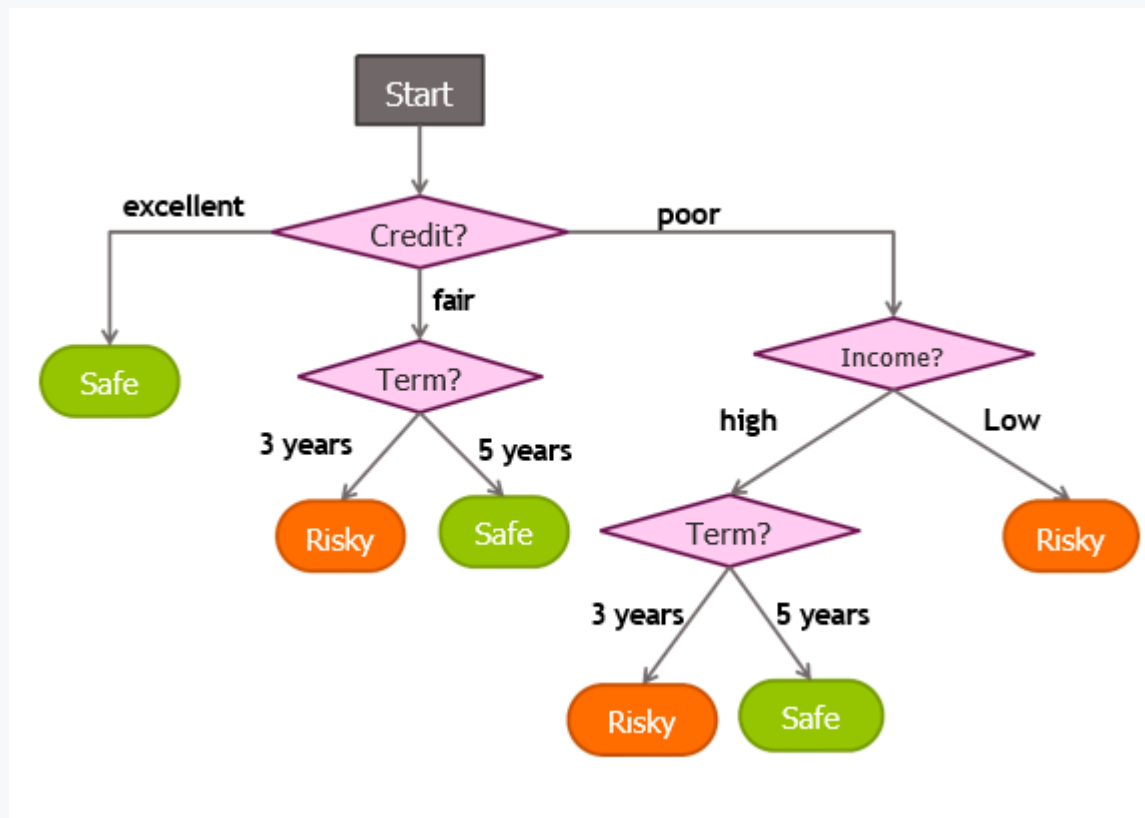 Start
excellent
poor
Credit?
fair
Income?
Term?
Safe
high
Low
3 years
5 years
Risky
Safe
Term?
Risky
3 years
5 years
Risky
Safe